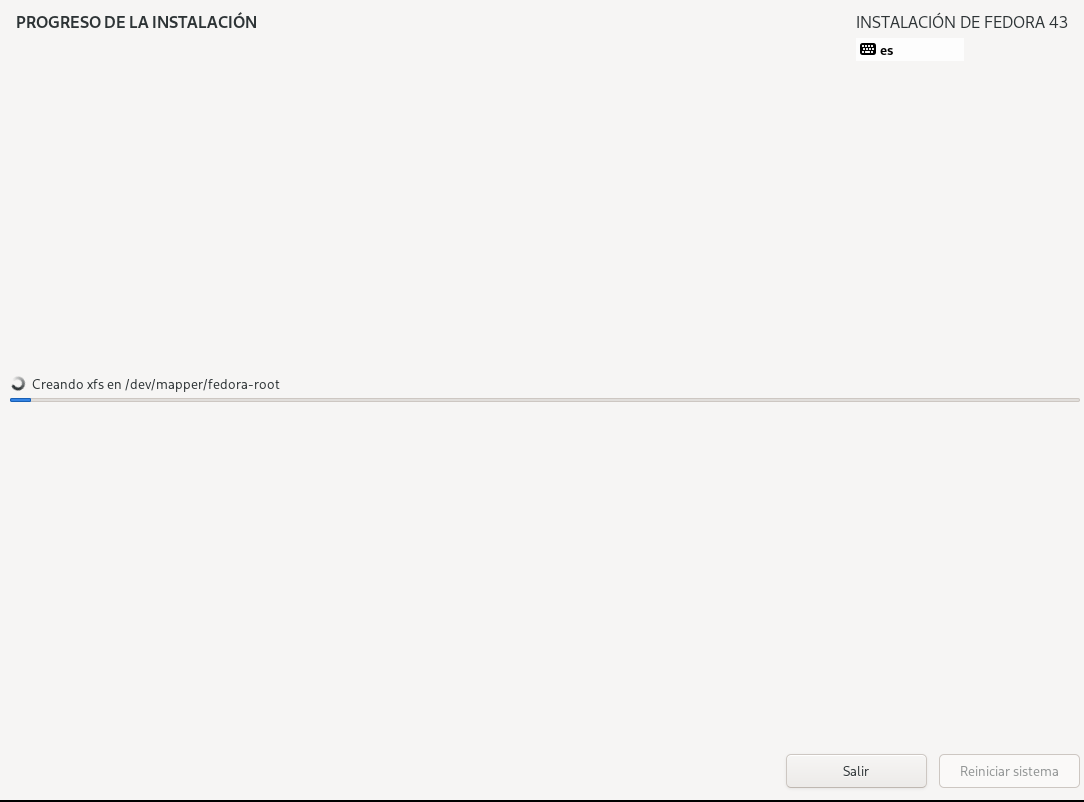 PROGRESO DE LA INSTALACIÓN
INSTALACIÓN DE FEDORA 43
es
Creando xfs en /dev/mapper/fedora-root
Salir
Reiniciar sistema